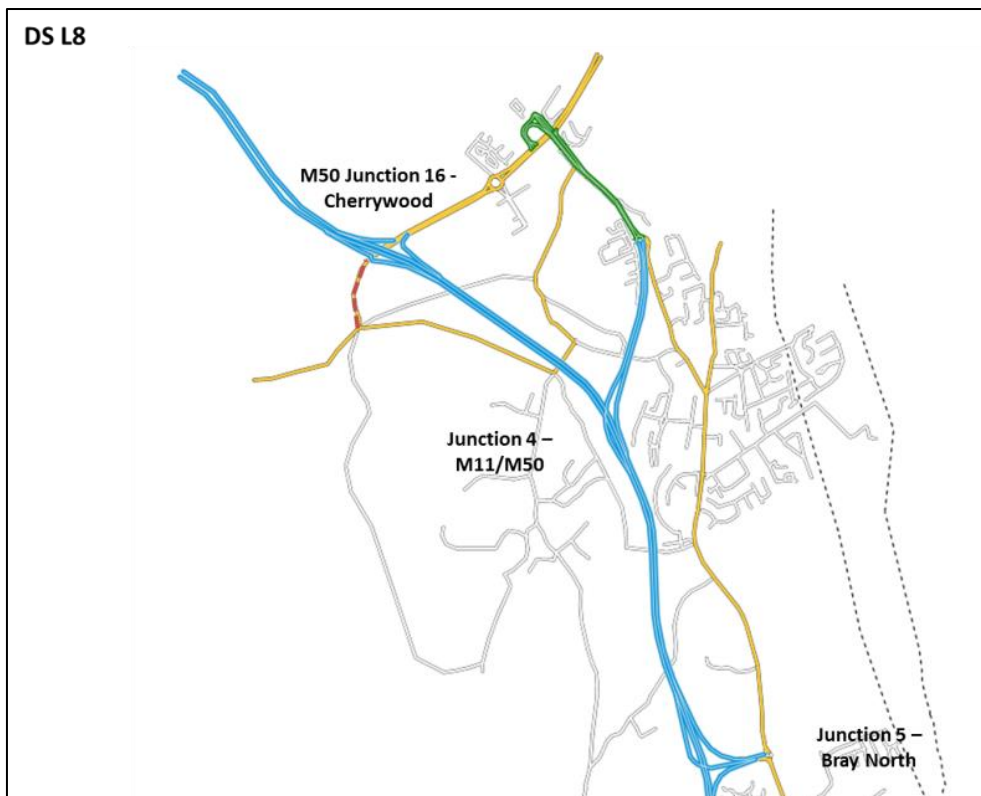 DS L8
M50 Junction 16 -
Cherrywood
Junction 4 –
M11/M50
Junction 5 –
Bray North